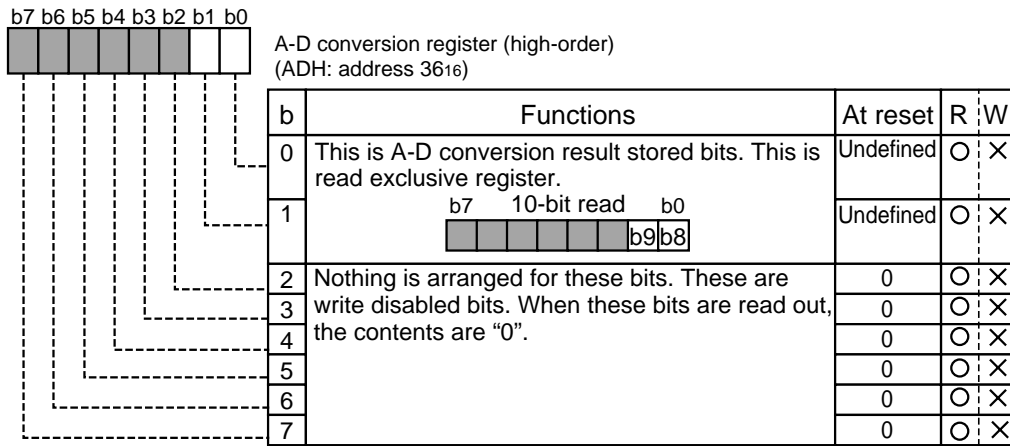 b7 b6 b5 b4 b3 b2 b1 b0
A-D conversion register (high-order)
(ADH: address 3616)
b Functions At reset R W
0 This is A-D conversion result stored bits. This is Undefined ○ ×
read exclusive register.
b7 10-bit read b0
1 Undefined ○ ×
b9 b8
2 Nothing is arranged for these bits. These are 0 ○ ×
3 write disabled bits. When these bits are read out, 0 ○ ×
4 the contents are “0”. 0 ○ ×
5 0 ○ ×
6 0 ○ ×
7 0 ○ ×